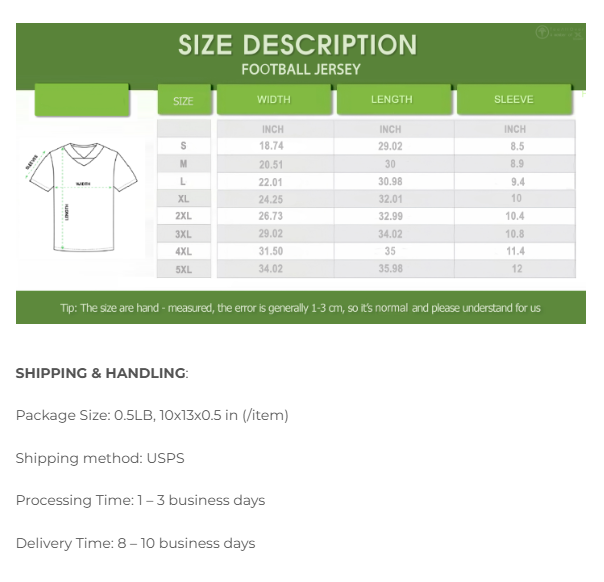 SIZE DESCRIPTION
FOOTBALL JERSEY
SIZE WIDTH LENGTH SLEEVE
INCH INCH INCH
S 18.74 29.02 8.5
M 20.51 30 8.9
L 22.01 30.98 9.4
XL 24.25 32.01 10
2XL 26.73 32.99 10.4
3XL 29.02 34.02 10.8
4XL 31.50 35 11.4
5XL 34.02 35.98 12
SLEEVES
WIDTH
LENGTH
Tip: The size are hand - measured, the error is generally 1-3 cm, so it's normal and please understand for us
SHIPPING & HANDLING:
Package Size: 0.5LB, 10x13x0.5 in (/item)
Shipping method: USPS
Processing Time: 1 – 3 business days
Delivery Time: 8 – 10 business days